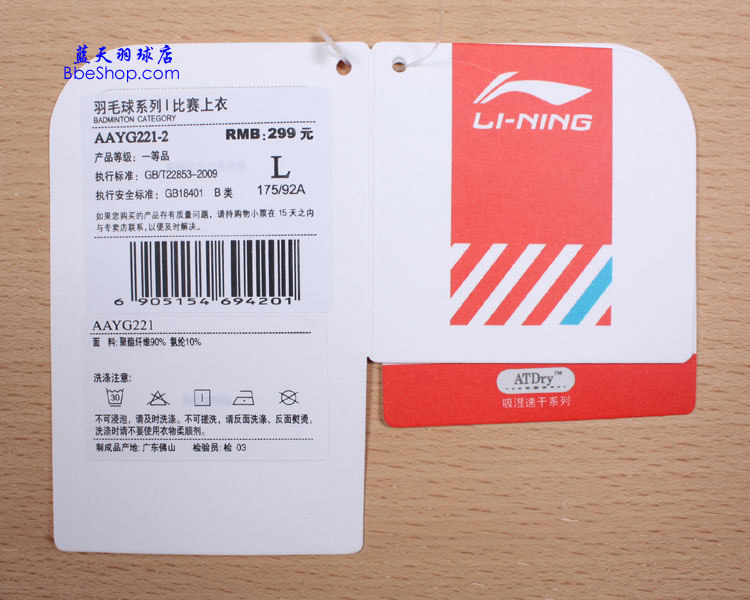 蓝天羽球店
BbeShop.com
羽毛球系列 | 比赛上衣
BADMINTON CATEGORY
AAYG221-2 RMB: 299 元
产品等级: 一等品
执行标准: GB/T22853-2009
L
执行安全标准: GB18401 B 类
175/92A
如果您购买的产品存有质量问题，请持购物小票在 15 天之内
与专卖店联系,以便及时解决。
6 905154 694201
AAYG221
面 料: 聚酯纤维90% 氨纶10%
洗涤注意:
30
不可浸泡，请及时洗涤。不可搓洗，请反面洗涤、反面熨烫。
洗涤时请不要使用衣物柔顺剂。
制成品产地: 广东佛山 检验员: 检 03
LI-NING
ATDry™
吸湿速干系列